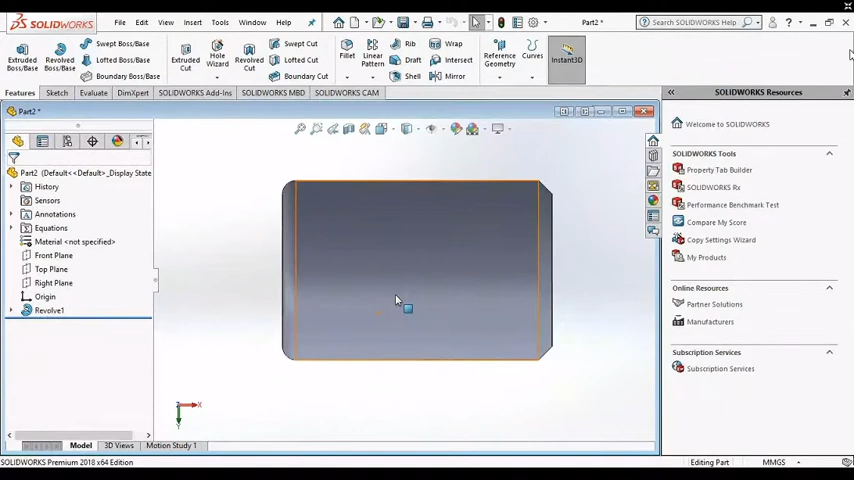 SOLIDWORKS File Edit View Insert Tools Window Help Part2 * Search SOLIDWORKS Help
Extruded Boss/Base
Revolved Boss/Base
Swept Boss/Base
Lofted Boss/Base
Boundary Boss/Base
Extruded Cut
Hole Wizard
Revolved Cut
Swept Cut
Lofted Cut
Boundary Cut
Fillet
Linear Pattern
Rib
Draft
Shell
Wrap
Intersect
Mirror
Reference Geometry
Curves
Instant3D
Features Sketch Evaluate DimXpert SOLIDWORKS Add-Ins SOLIDWORKS MBD SOLIDWORKS CAM
Part2 *
Part2 (Default<<Default>_Display State
History
Sensors
Annotations
Equations
Material <not specified>
Front Plane
Top Plane
Right Plane
Origin
Revolve1
X
Y
Z
Model 3D Views Motion Study 1
SOLIDWORKS Resources
Welcome to SOLIDWORKS
SOLIDWORKS Tools
Property Tab Builder
SOLIDWORKS Rx
Performance Benchmark Test
Compare My Score
Copy Settings Wizard
My Products
Online Resources
Partner Solutions
Manufacturers
Subscription Services
Subscription Services
SOLIDWORKS Premium 2018 x64 Edition Editing Part MMGS